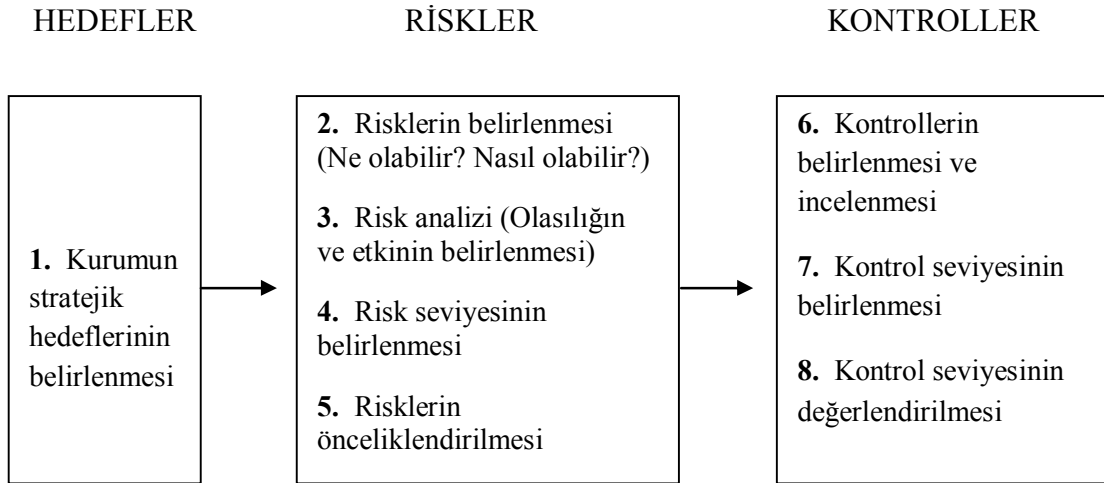 HEDEFLER
RİSKLER
KONTROLLER
1. Kurumun
stratejik
hedeflerinin
belirlenmesi
2. Risklerin belirlenmesi
(Ne olabilir? Nasıl olabilir?)
3. Risk analizi (Olasılığın
ve etkinin belirlenmesi)
4. Risk seviyesinin
belirlenmesi
5. Risklerin
önceliklendirilmesi
6. Kontrollerin
belirlenmesi ve
incelenmesi
7. Kontrol seviyesinin
belirlenmesi
8. Kontrol seviyesinin
değerlendirilmesi